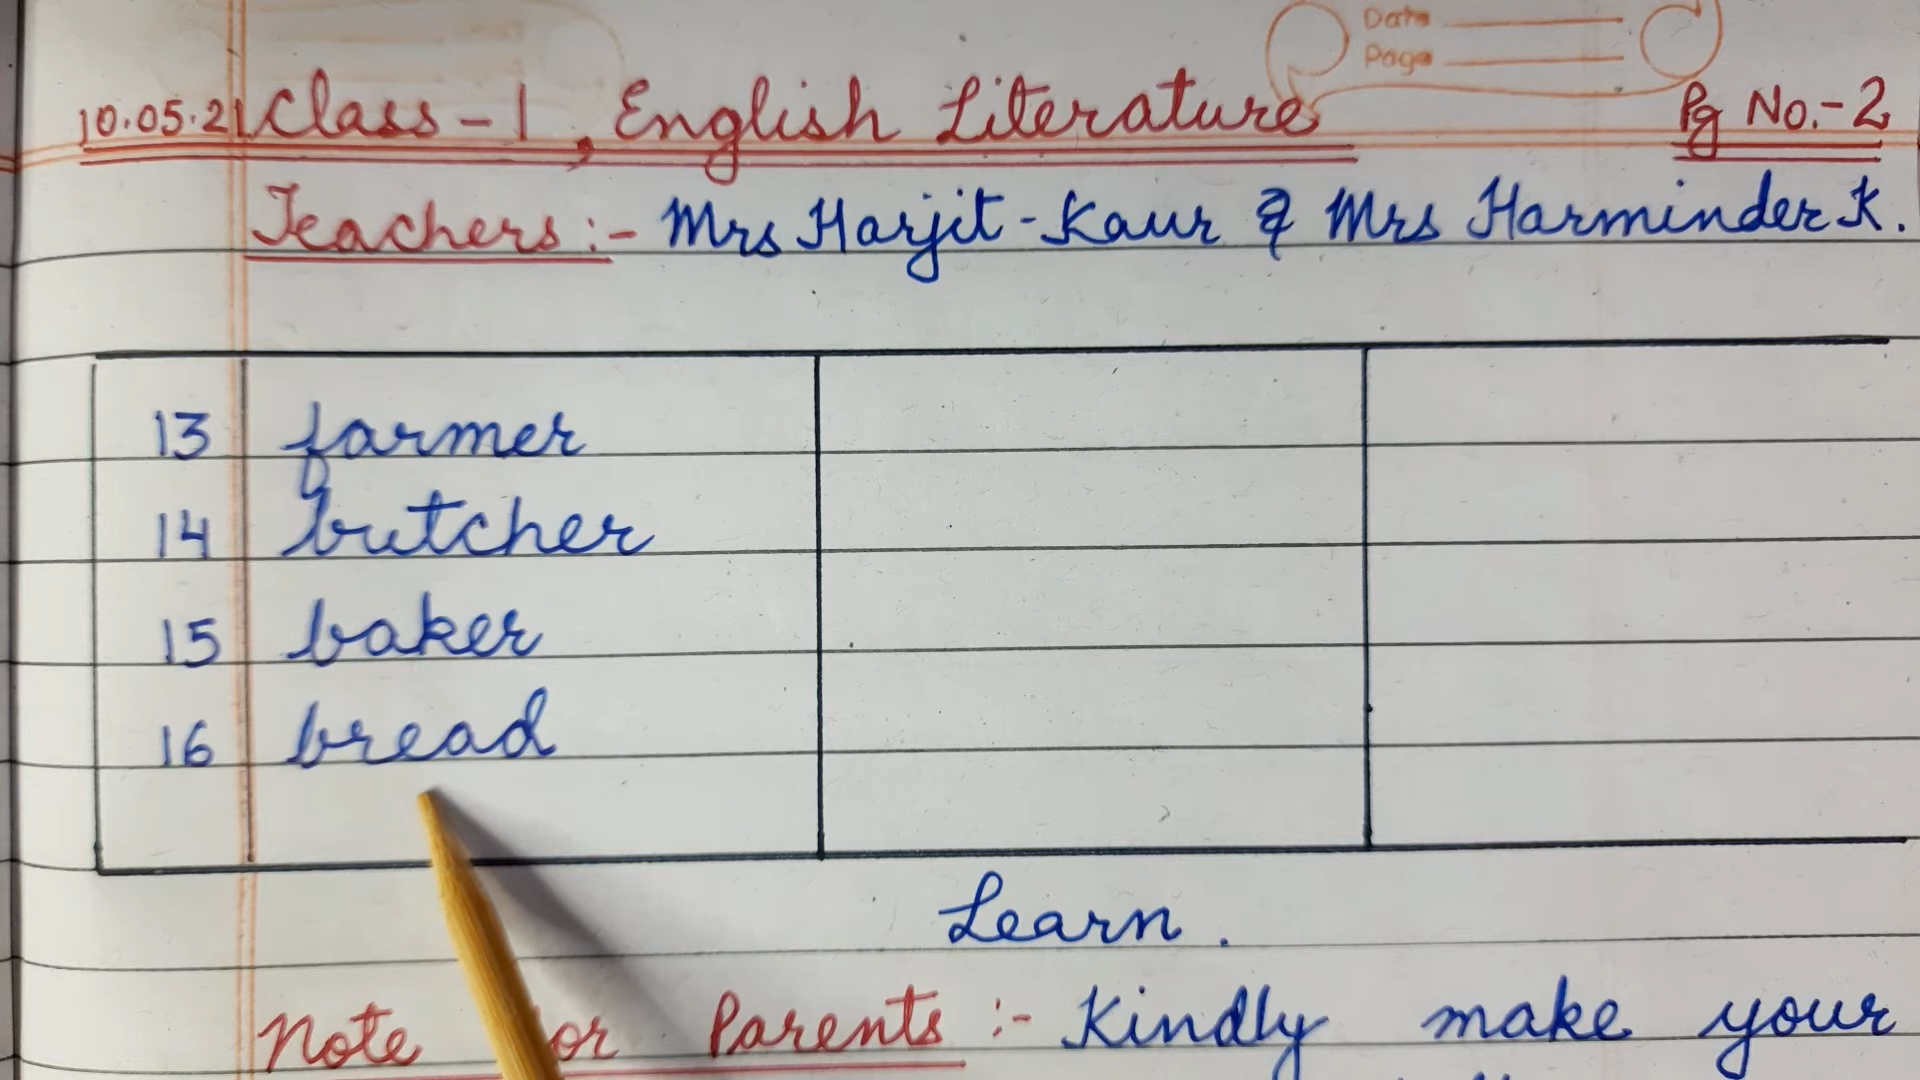 Date
Page
10.05.21 Class-1, English Literature Pg No.-2
Teachers:- Mrs Harjit-Kaur & Mrs Harminder K.
13 farmer
14 butcher
15 baker
16 bread
Learn.
Note for Parents :- Kindly make your